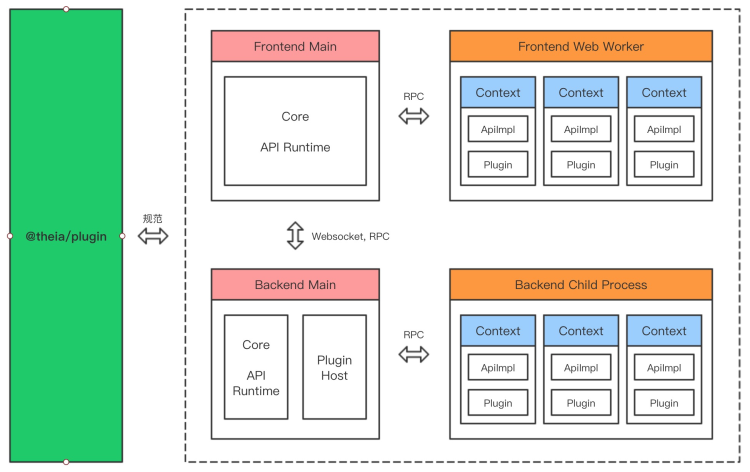 @theia/plugin
规范
Frontend Main
Core
API Runtime
RPC
Frontend Web Worker
Context
ApiImpl
Plugin
Context
ApiImpl
Plugin
Context
ApiImpl
Plugin
Websocket, RPC
Backend Main
Core
API
Runtime
Plugin
Host
RPC
Backend Child Process
Context
ApiImpl
Plugin
Context
ApiImpl
Plugin
Context
ApiImpl
Plugin